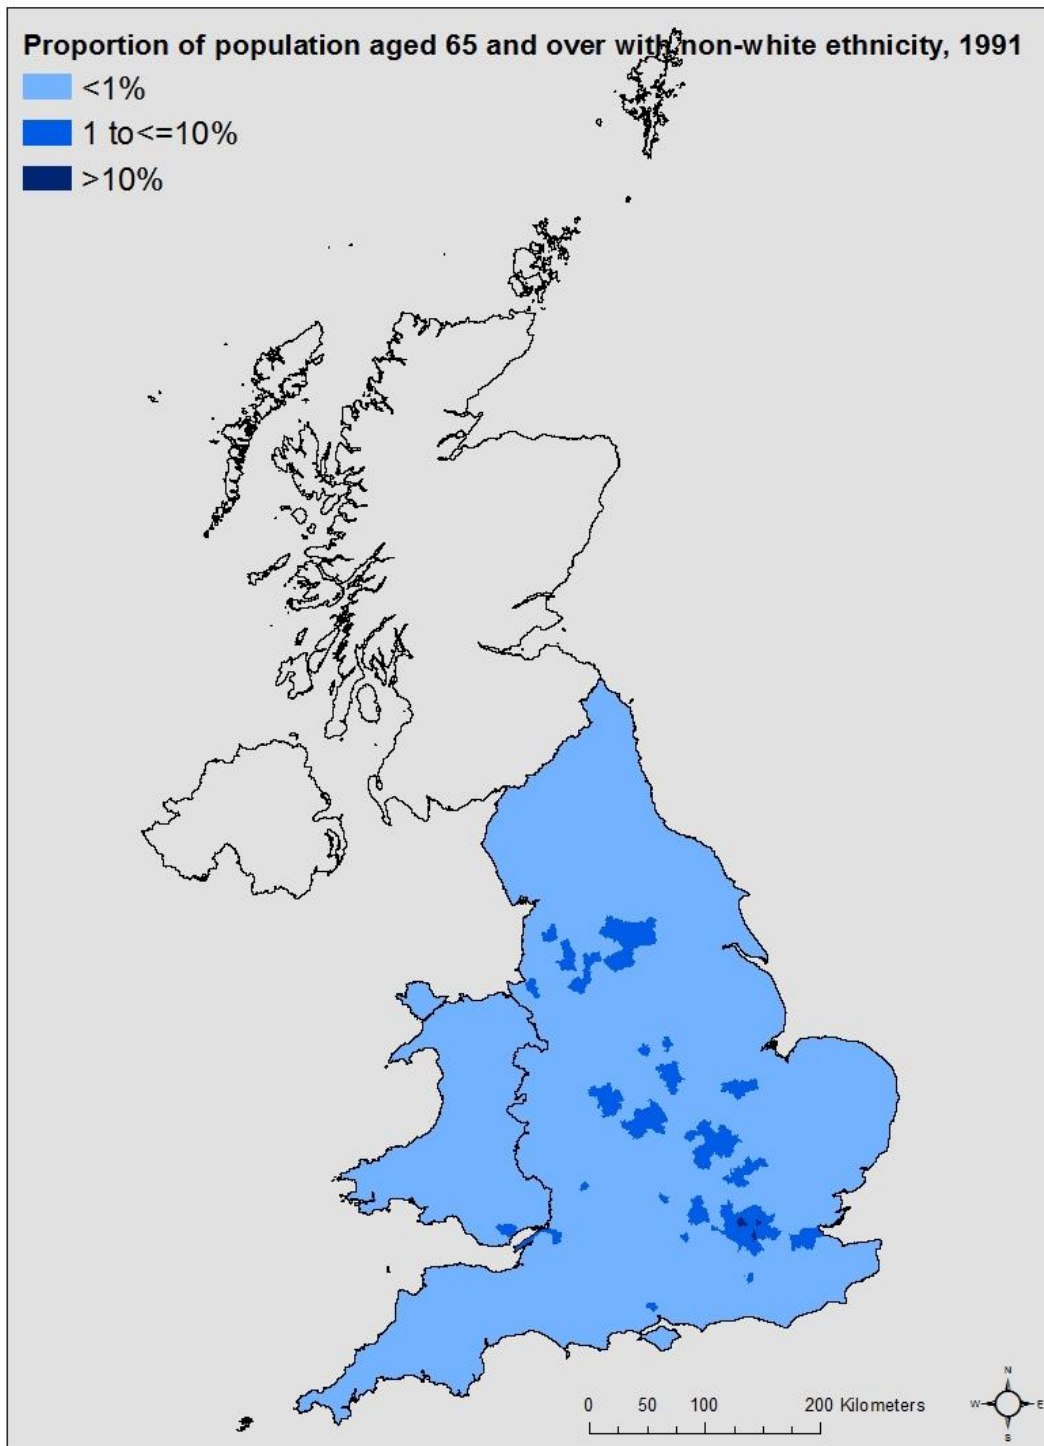 Proportion of population aged 65 and over with non-white ethnicity, 1991
<1%
1 to<=10%
>10%
0 50 100 200 Kilometers
N
W E
S